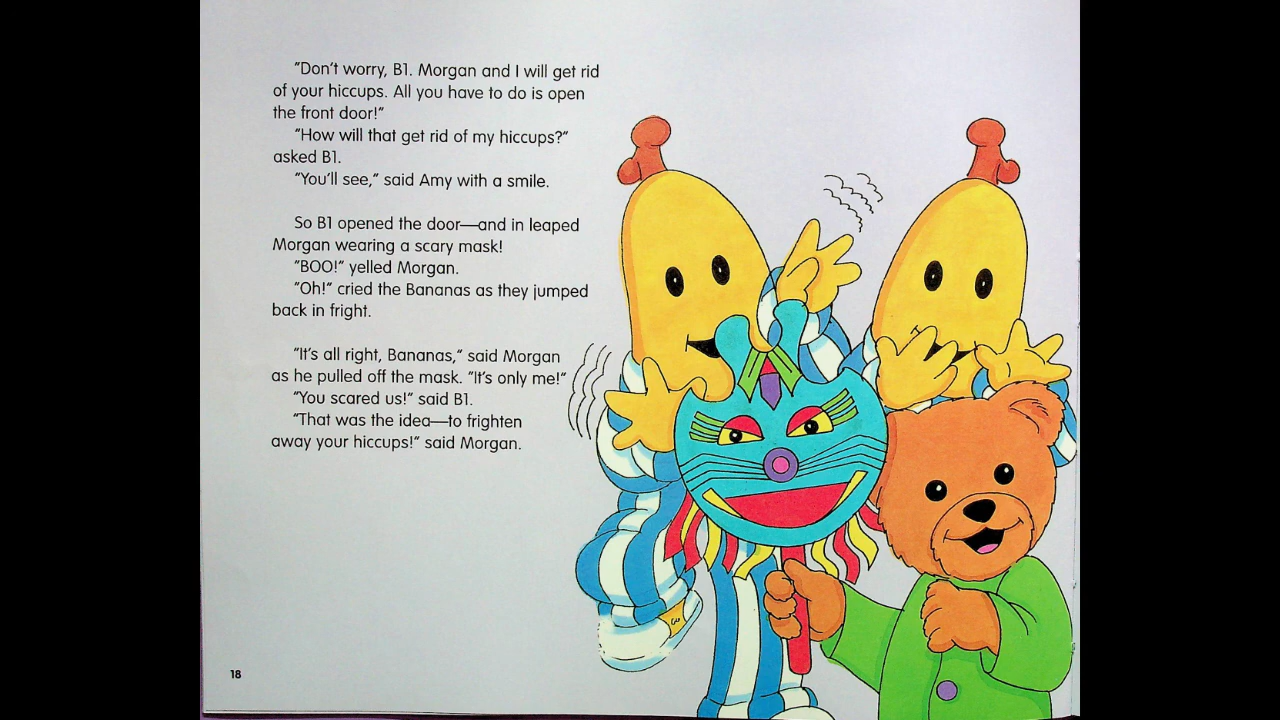 "Don't worry, B1. Morgan and I will get rid
of your hiccups. All you have to do is open
the front door!"
"How will that get rid of my hiccups?"
asked B1.
"You'll see," said Amy with a smile.
So B1 opened the door—and in leaped
Morgan wearing a scary mask!
"BOO!" yelled Morgan.
"Oh!" cried the Bananas as they jumped
back in fright.
"It's all right, Bananas," said Morgan
as he pulled off the mask. "It's only me!"
"You scared us!" said B1.
"That was the idea—to frighten
away your hiccups!" said Morgan.
18